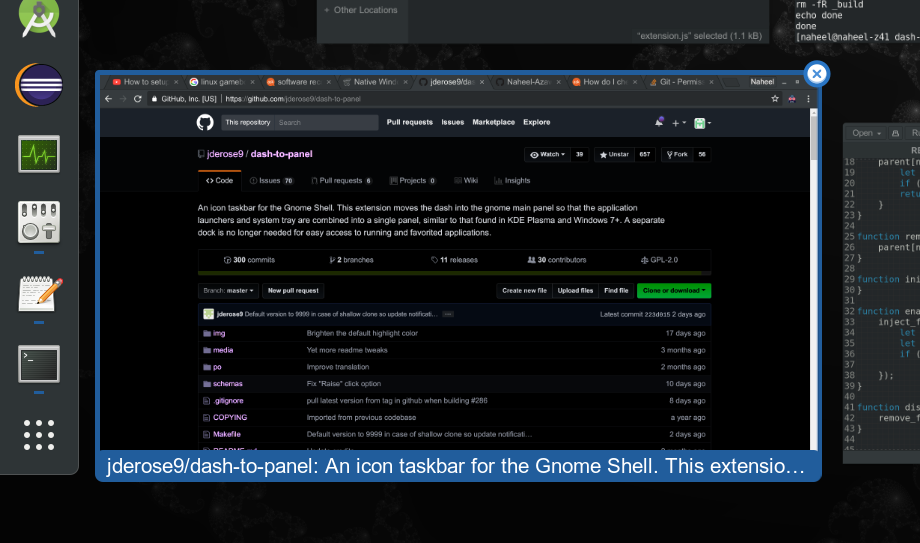 + Other Locations
"extension.js" selected (1.1 kB)
rm -fR _build
echo done
done
[naheel@naheel-z41 dash-
How to setu
linux gameb
software rec
Native Wind
jderose9/das
Naheel-Aza
How do I ch
Git - Permis
Naheel
GitHub, Inc. [US] | https://github.com/jderose9/dash-to-panel
This repository Search
Pull requests Issues Marketplace Explore
jderose9 / dash-to-panel
Watch 39 Unstar 657 Fork 56
Code Issues 70 Pull requests 6 Projects 0 Wiki Insights
An icon taskbar for the Gnome Shell. This extension moves the dash into the gnome main panel so that the application
launchers and system tray are combined into a single panel, similar to that found in KDE Plasma and Windows 7+. A separate
dock is no longer needed for easy access to running and favorited applications.
300 commits 2 branches 11 releases 30 contributors GPL-2.0
Branch: master New pull request Create new file Upload files Find file Clone or download
jderose9 Default version to 9999 in case of shallow clone so update notificati… Latest commit 223d915 2 days ago
img Brighten the default highlight color 17 days ago
media Yet more readme tweaks 3 months ago
po Improve translation 2 months ago
schemas Fix "Raise" click option 10 days ago
.gitignore pull latest version from tag in github when building #286 8 days ago
COPYING Imported from previous codebase a year ago
Makefile Default version to 9999 in case of shallow clone so update notificati… 2 days ago
jderose9/dash-to-panel: An icon taskbar for the Gnome Shell. This extensio…
Open
RE
18 parent[n
19 let
20 if (
21 retu
22 }
23 }
24
25 function rem
26 parent[n
27 }
28
29 function ini
30 }
31
32 function ena
33 inject_f
34 let
35 let
36 if (
37
38 });
39 }
40
41 function dis
42 remove_f
43 }
44
45